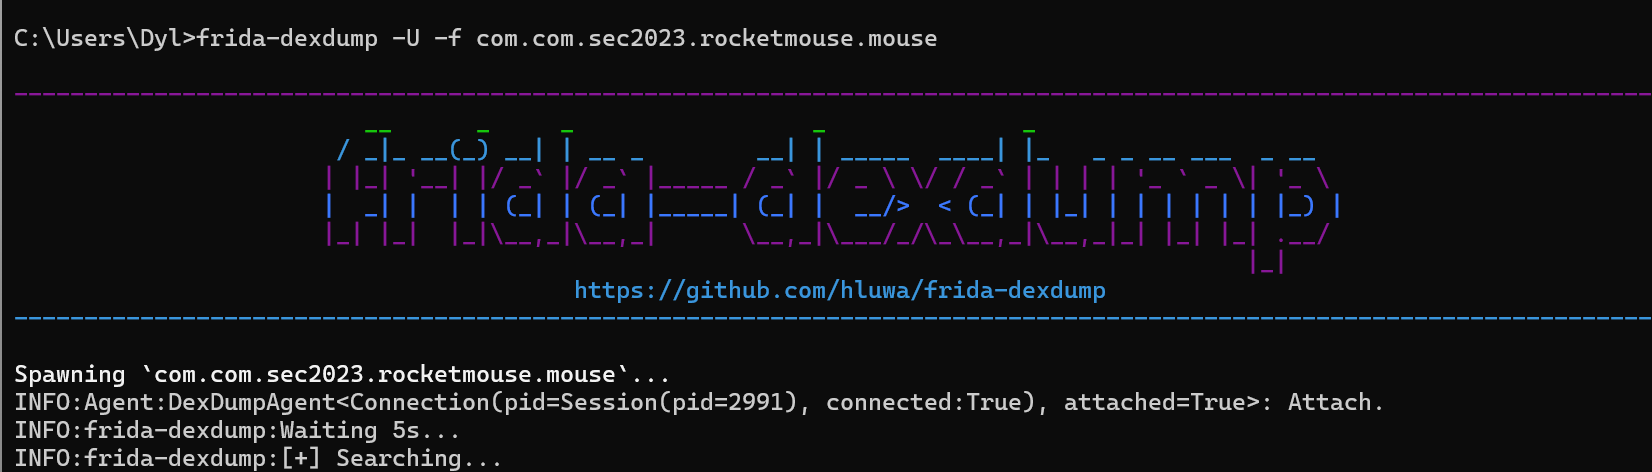 C:\Users\Dyl>frida-dexdump -U -f com.com.sec2023.rocketmouse.mouse
frida-dexdump
https://github.com/hluwa/frida-dexdump
Spawning `com.com.sec2023.rocketmouse.mouse`...
INFO:Agent:DexDumpAgent<Connection(pid=Session(pid=2991), connected:True), attached=True>: Attach.
INFO:frida-dexdump:Waiting 5s...
INFO:frida-dexdump:[+] Searching...